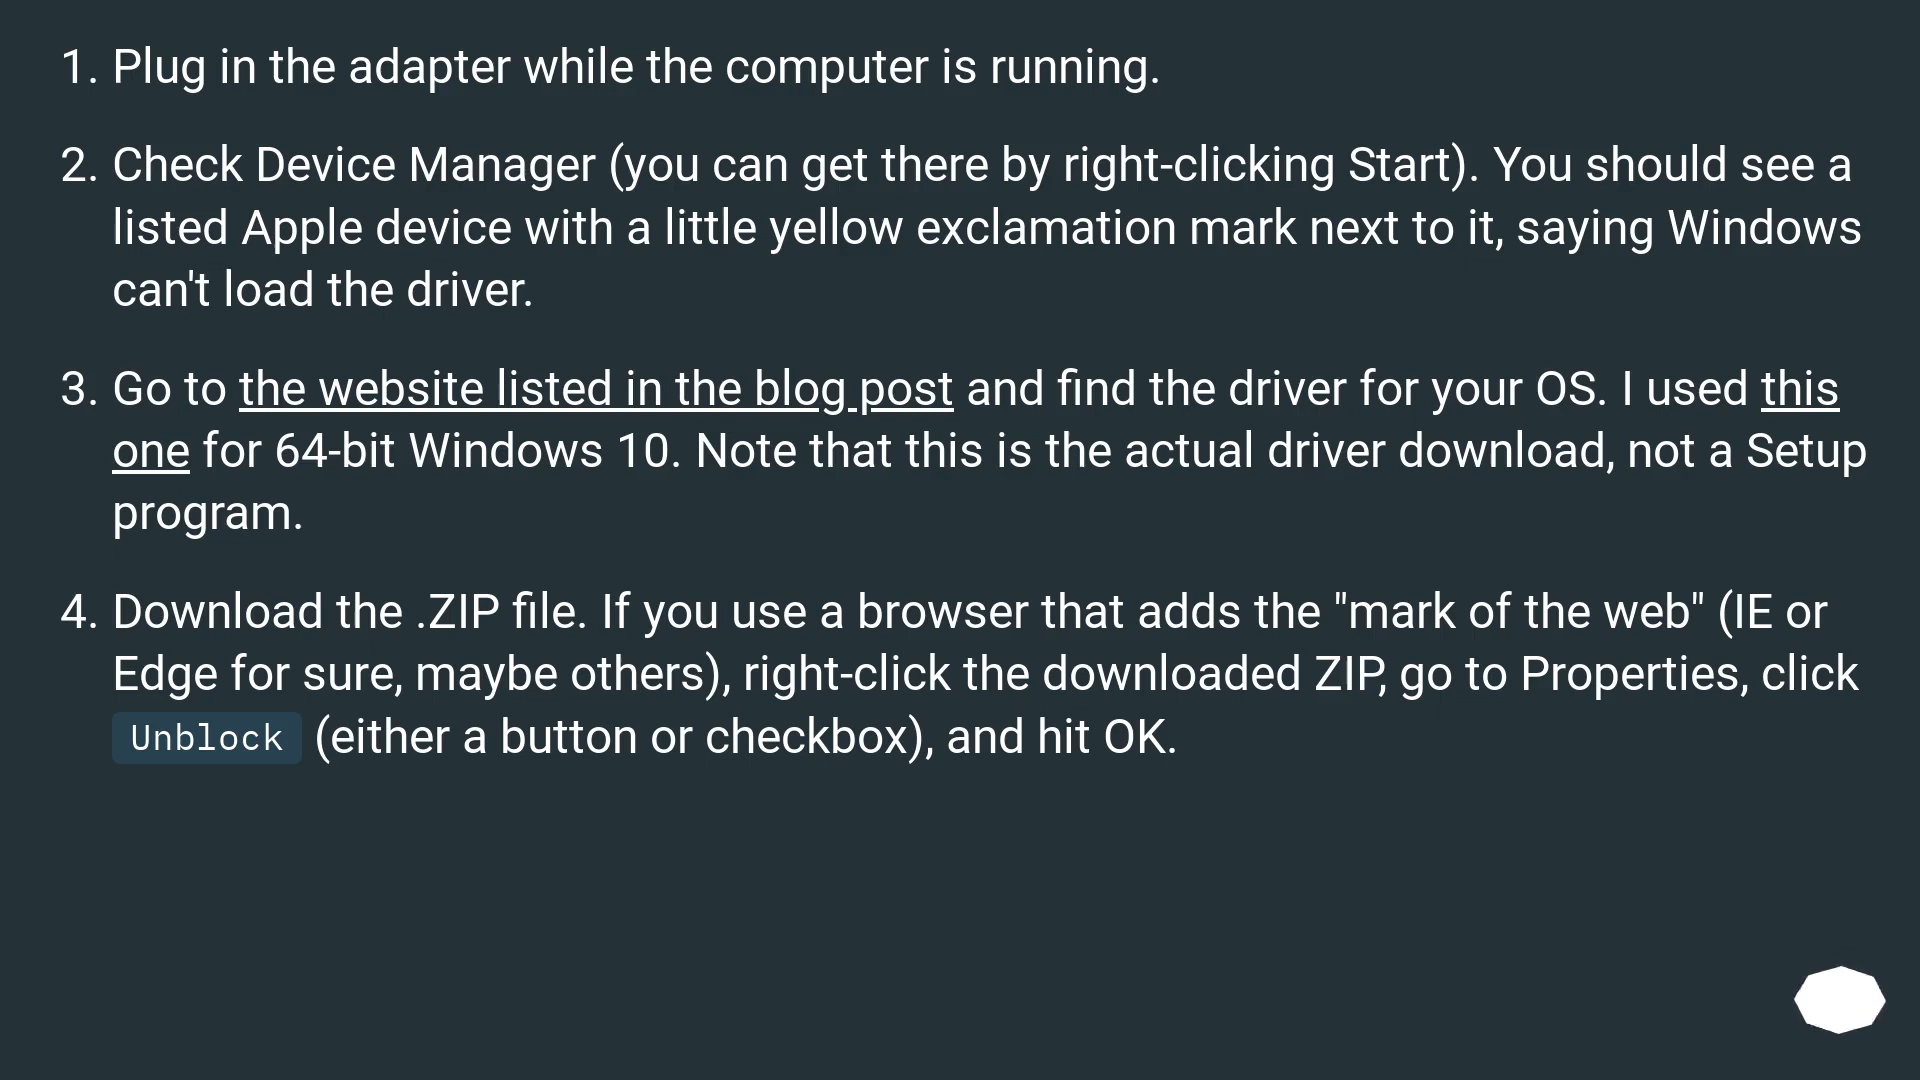 1. Plug in the adapter while the computer is running.
2. Check Device Manager (you can get there by right-clicking Start). You should see a
listed Apple device with a little yellow exclamation mark next to it, saying Windows
can't load the driver.
3. Go to the website listed in the blog post and find the driver for your OS. I used this
one for 64-bit Windows 10. Note that this is the actual driver download, not a Setup
program.
4. Download the .ZIP file. If you use a browser that adds the "mark of the web" (IE or
Edge for sure, maybe others), right-click the downloaded ZIP, go to Properties, click
Unblock (either a button or checkbox), and hit OK.